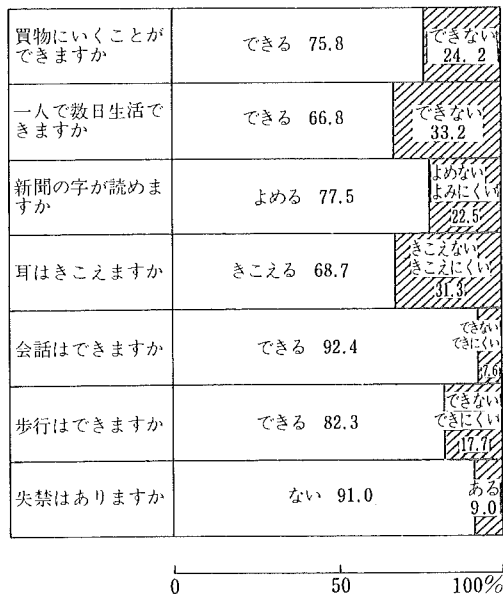 買物にいくことが
できますか
できる 75.8
できない
24.2
一人で数日生活で
きますか
できる 66.8
できない
33.2
新聞の字が読めま
すか
よめる 77.5
よめない
よみにくい
22.5
耳はきこえますか
きこえる 68.7
きこえない
きこえにくい
31.3
会話はできますか
できる 92.4
できない
できにくい
7.6
歩行はできますか
できる 82.3
できない
できにくい
17.7
失禁はありますか
ない 91.0
ある
9.0
0 50 100%